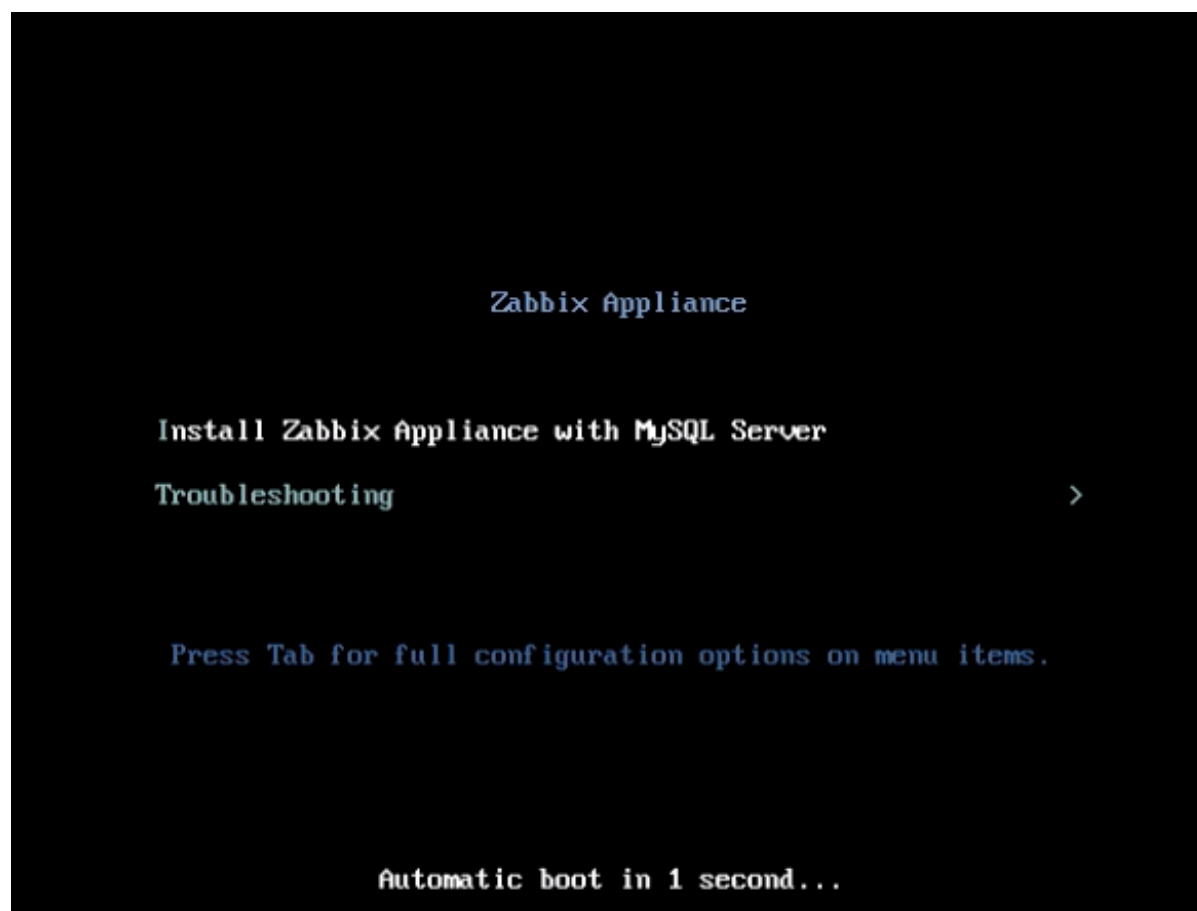 Zabbix Appliance
Install Zabbix Appliance with MySQL Server
Troubleshooting >
Press Tab for full configuration options on menu items.
Automatic boot in 1 second...